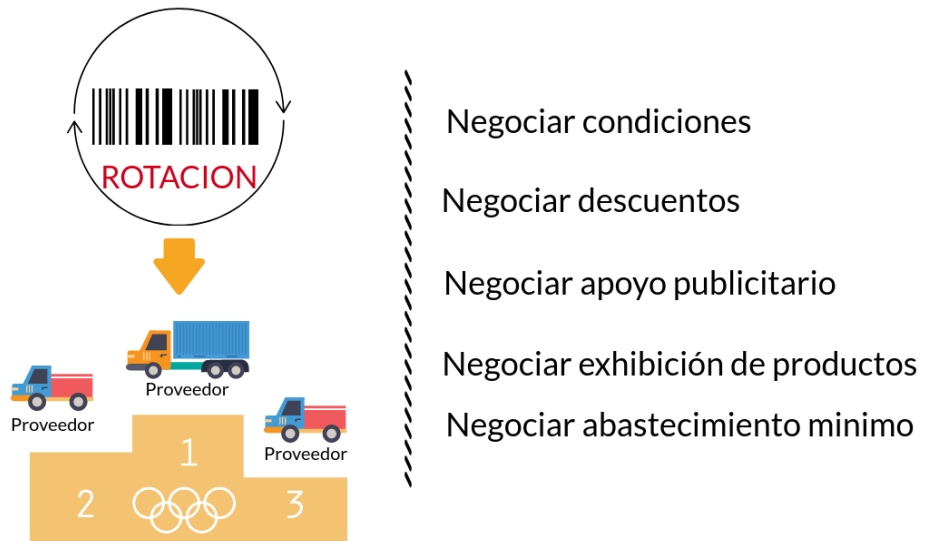 ROTACION
Proveedor
Proveedor
Proveedor
1
2
3
Negociar condiciones
Negociar descuentos
Negociar apoyo publicitario
Negociar exhibición de productos
Negociar abastecimiento minimo